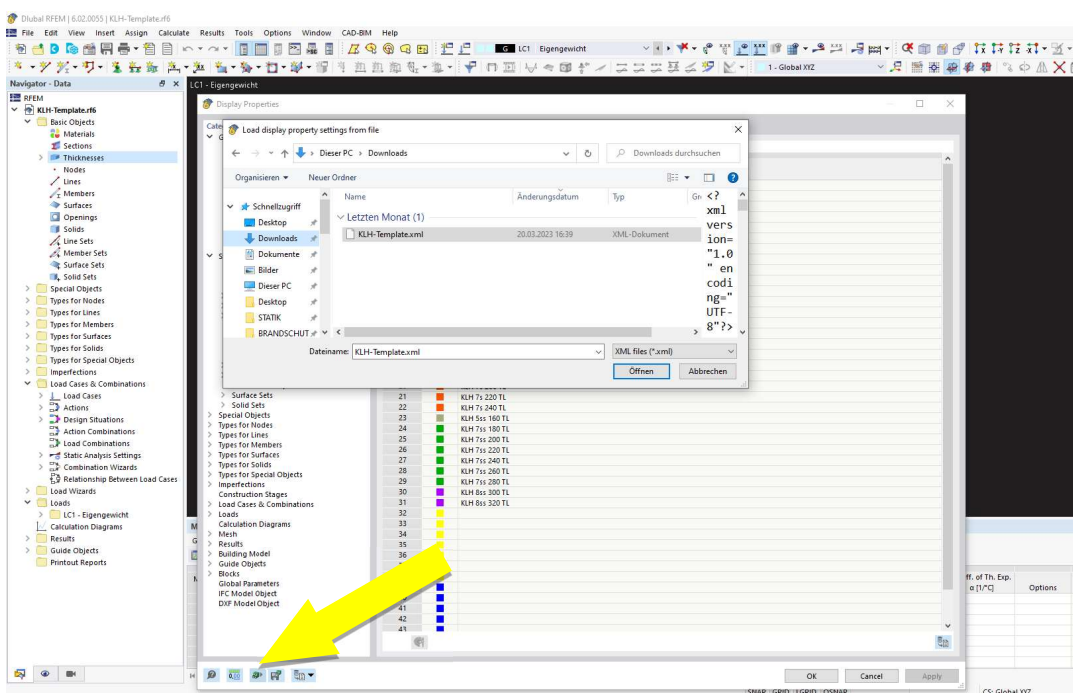 Dlubal RFEM | 6.02.0055 | KLH-Template.rf6
File Edit View Insert Assign Calculate Results Tools Options Window CAD-BIM Help
G LC1 Eigengewicht
1 - Global XYZ
Navigator - Data
RFEM
KLH-Template.rf6
Basic Objects
Materials
Sections
Thicknesses
Nodes
Lines
Members
Surfaces
Openings
Solids
Line Sets
Member Sets
Surface Sets
Solid Sets
Special Objects
Types for Nodes
Types for Lines
Types for Members
Types for Surfaces
Types for Solids
Types for Special Objects
Imperfections
Load Cases & Combinations
Load Cases
Actions
Design Situations
Action Combinations
Load Combinations
Static Analysis Settings
Combination Wizards
Relationship Between Load Cases
Load Wizards
Loads
LC1 - Eigengewicht
Calculation Diagrams
Results
Guide Objects
Printout Reports
LC1 - Eigengewicht
Display Properties
Cate
Load display property settings from file
Dieser PC › Downloads
Downloads durchsuchen
Organisieren
Neuer Ordner
Schnellzugriff
Desktop
Downloads
Dokumente
Bilder
Dieser PC
Desktop
STATIK
BRANDSCHUT
Name Änderungsdatum Typ Gr
Letzten Monat (1)
KLH-Template.xml 20.03.2023 16:39 XML-Dokument
<?
xml
vers
ion=
"1.0
" en
codi
ng="
UTF-
8"?>
Dateiname: KLH-Template.xml
XML files (*.xml)
Öffnen Abbrechen
Surface Sets
Solid Sets
Special Objects
Types for Nodes
Types for Lines
Types for Members
Types for Surfaces
Types for Solids
Types for Special Objects
Imperfections
Construction Stages
Load Cases & Combinations
Loads
Calculation Diagrams
Mesh
Results
Building Model
Guide Objects
Blocks
Global Parameters
IFC Model Object
DXF Model Object
21 KLH 7s 220 TL
22 KLH 7s 240 TL
23 KLH 5ss 160 TL
24 KLH 7ss 180 TL
25 KLH 7ss 200 TL
26 KLH 7ss 220 TL
27 KLH 7ss 240 TL
28 KLH 7ss 260 TL
29 KLH 7ss 280 TL
30 KLH 8ss 300 TL
31 KLH 8ss 320 TL
32
33
34
35
36
41
42
43
ff. of Th. Exp.
α [1/°C]
Options
OK Cancel Apply
SNAP GRID LGRID OSNAP
CS: Global XYZ